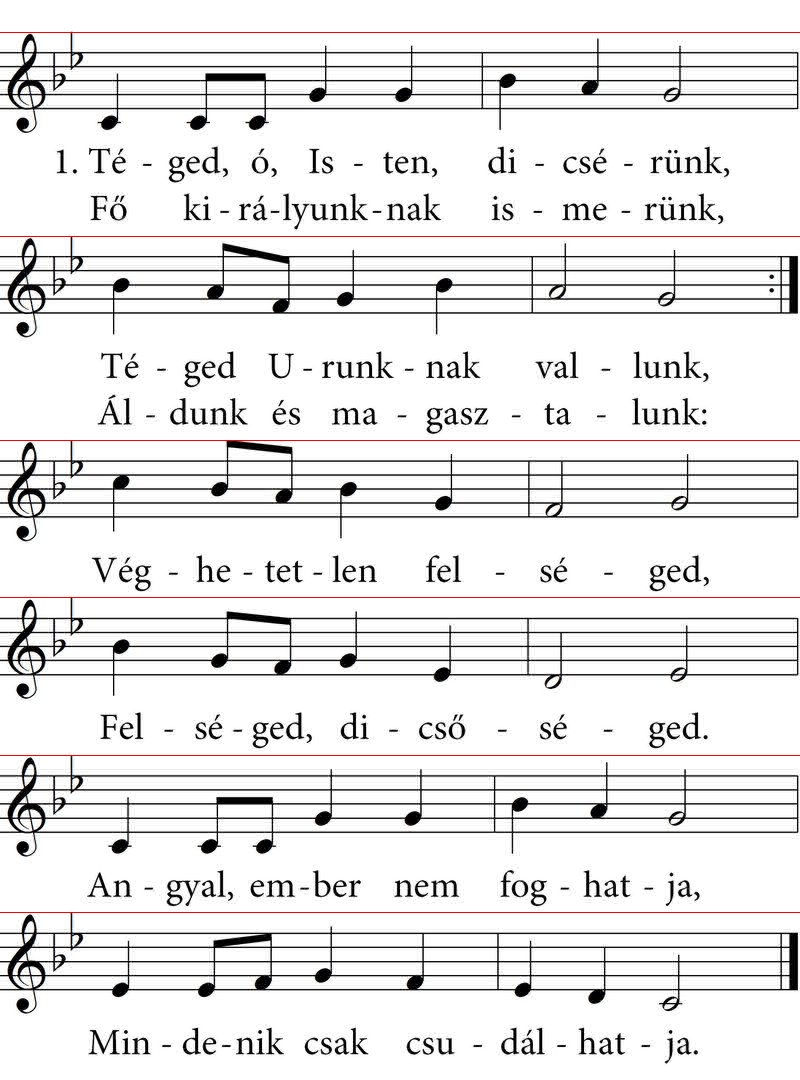 1. Té - ged, ó, Is - ten, di - csé - rünk,
Fő ki - rá - lyunk - nak is - me - rünk,
Té - ged U - runk - nak val - lunk,
Ál - dunk és ma - gasz - ta - lunk:
Vég - he - tet - len fel - sé - ged,
Fel - sé - ged, di - cső - sé - ged.
An - gyal, em - ber nem fog - hat - ja,
Min - de - nik csak csu - dál - hat - ja.